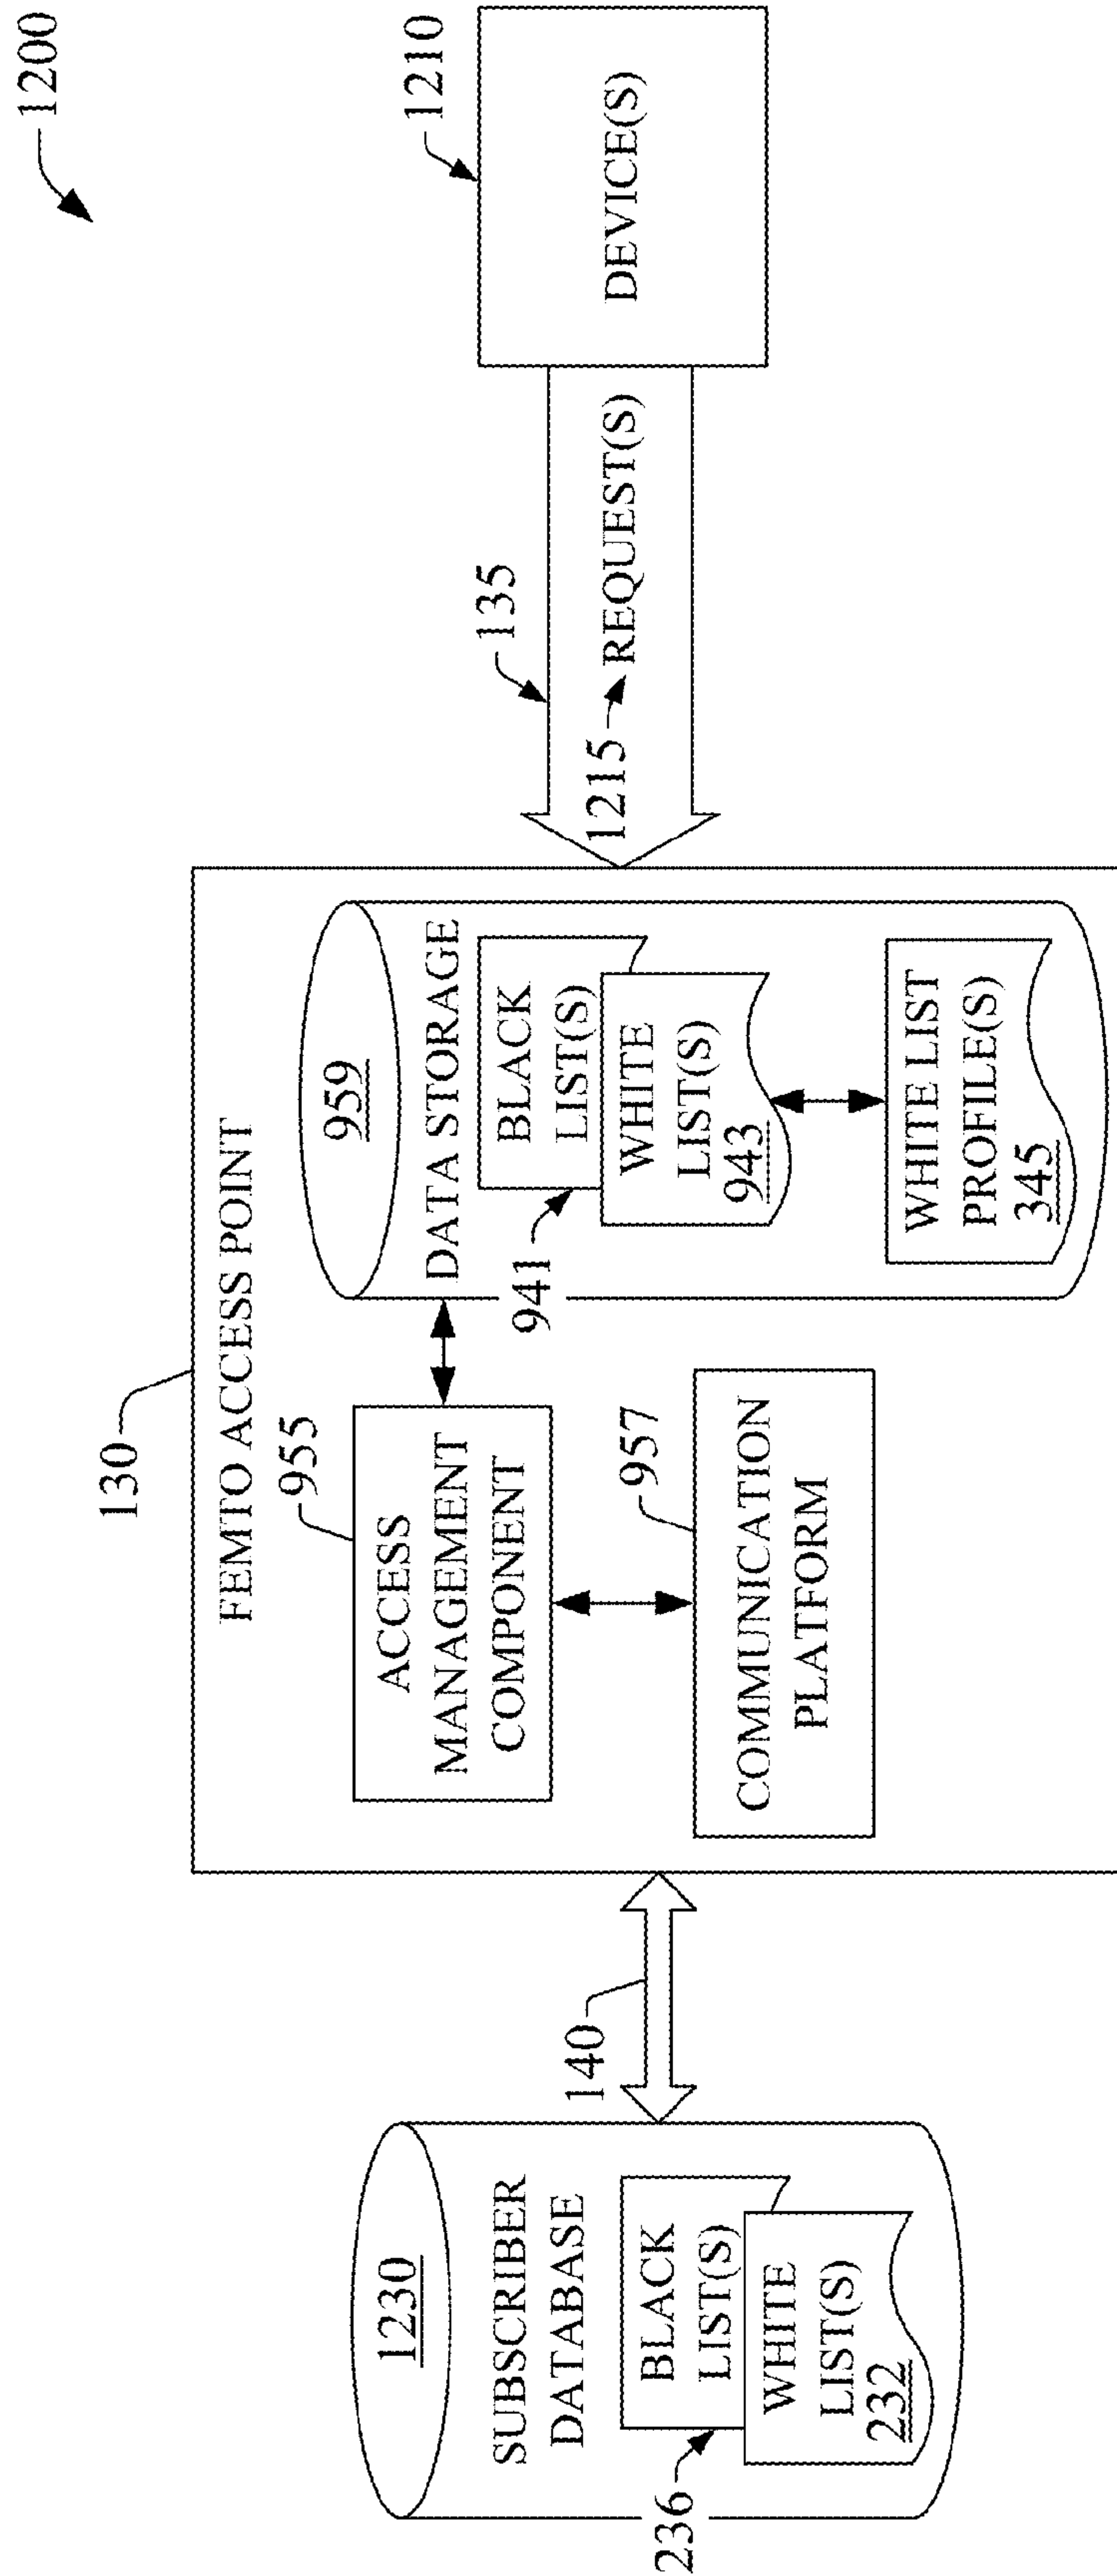 1200
130
FEMTO ACCESS POINT
1230
SUBSCRIBER
DATABASE
236
BLACK
LIST(S)
WHITE
LIST(S)
232
140
955
ACCESS
MANAGEMENT
COMPONENT
957
COMMUNICATION
PLATFORM
959
DATA STORAGE
941
BLACK
LIST(S)
WHITE
LIST(S)
943
WHITE LIST
PROFILE(S)
345
135
1215
REQUEST(S)
1210
DEVICE(S)